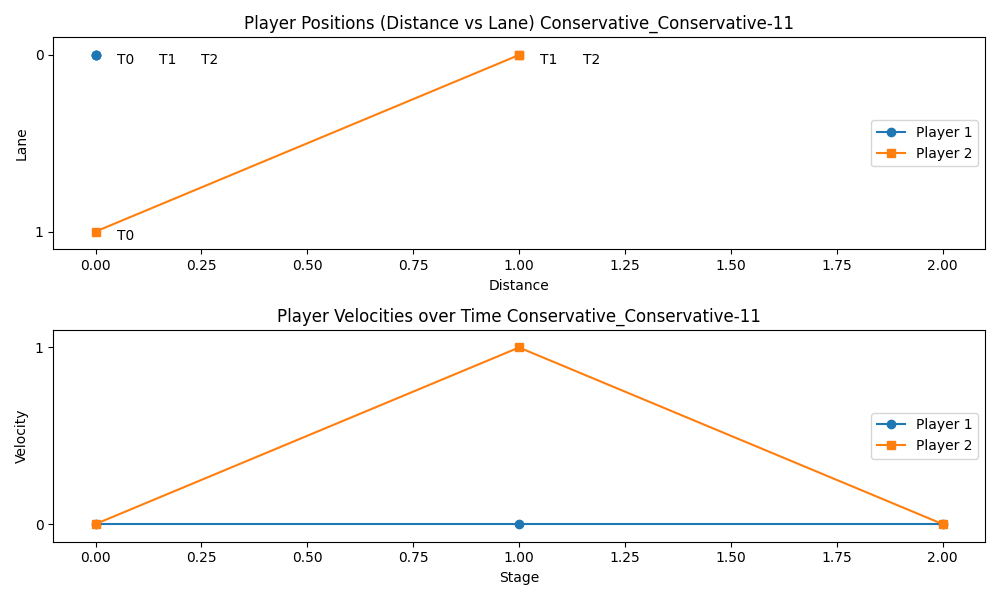 Player Positions (Distance vs Lane) Conservative_Conservative-11
0
T0 T1 T2
T1 T2
Lane
Player 1
Player 2
1
T0
0.00 0.25 0.50 0.75 1.00 1.25 1.50 1.75 2.00
Distance
Player Velocities over Time Conservative_Conservative-11
1
Velocity
Player 1
Player 2
0
0.00 0.25 0.50 0.75 1.00 1.25 1.50 1.75 2.00
Stage